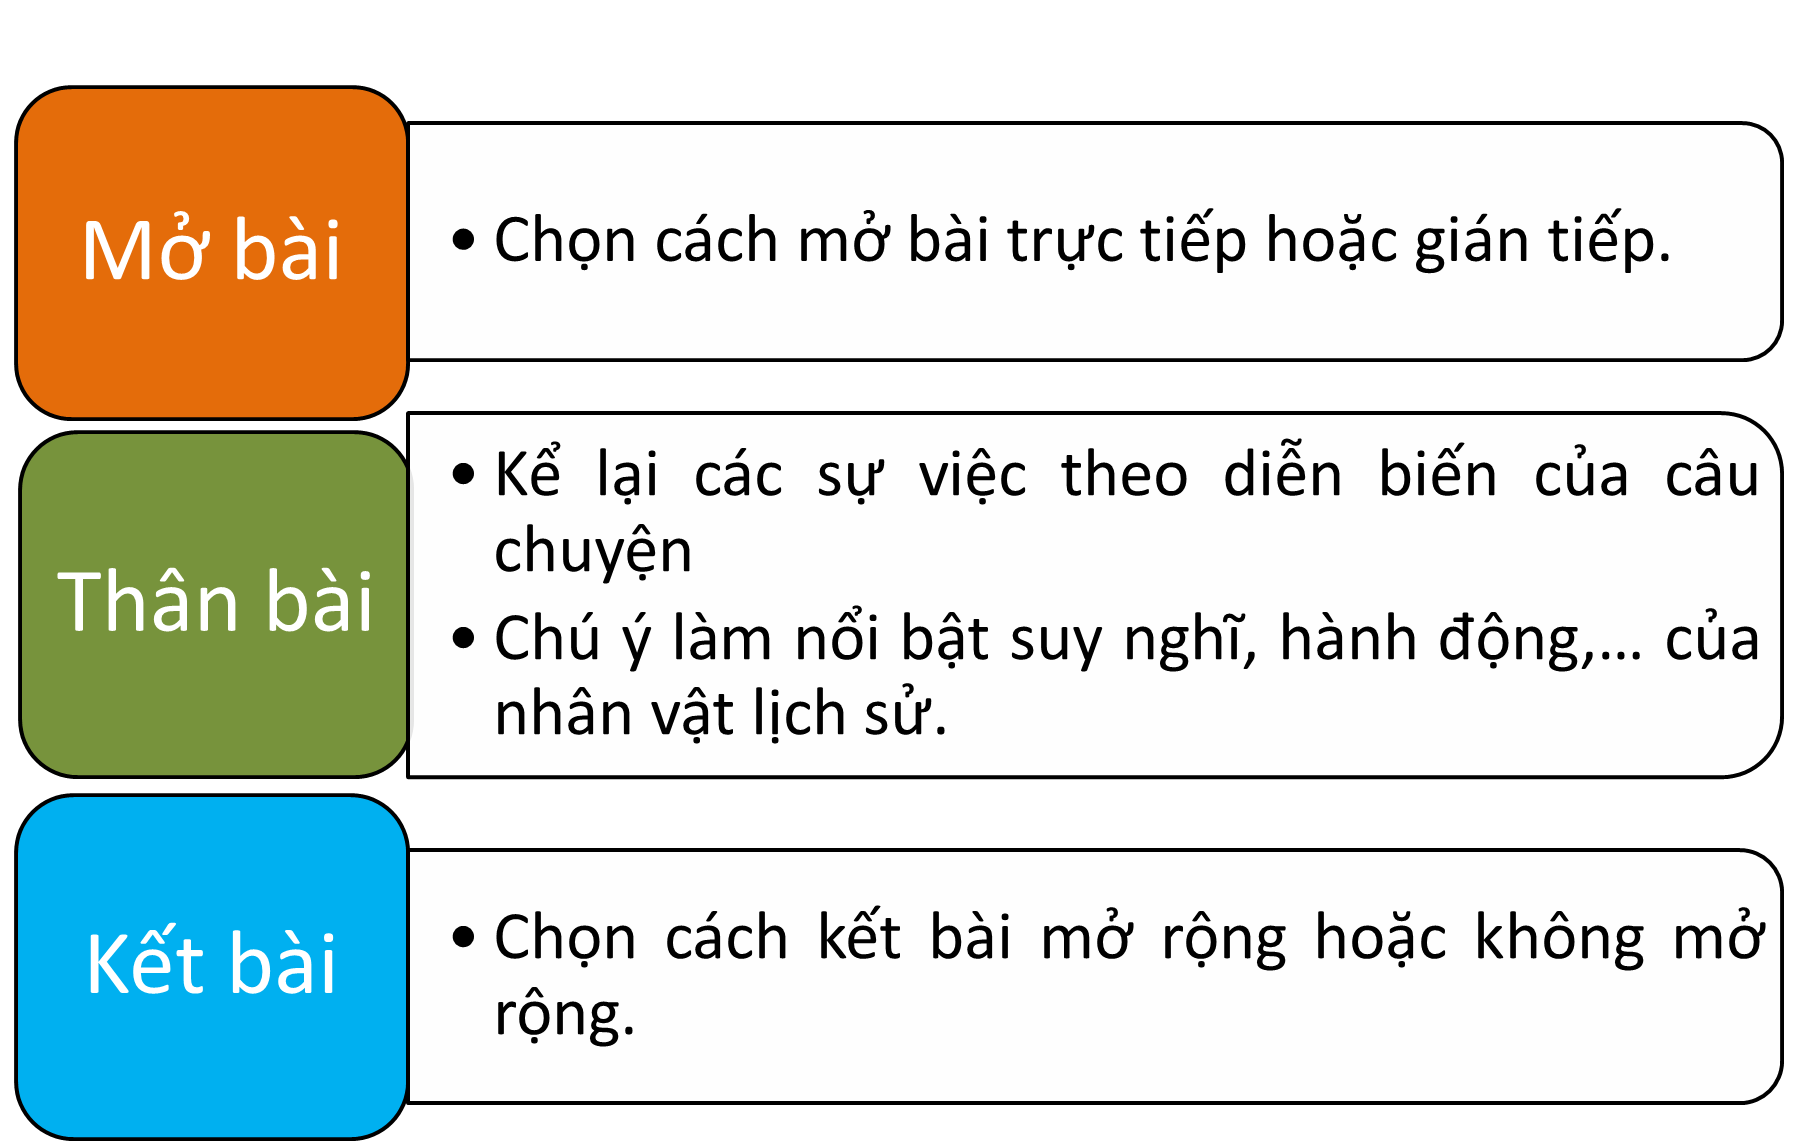 Mở bài
• Chọn cách mở bài trực tiếp hoặc gián tiếp.
Thân bài
• Kể lại các sự việc theo diễn biến của câu
chuyện
• Chú ý làm nổi bật suy nghĩ, hành động,... của
nhân vật lịch sử.
Kết bài
• Chọn cách kết bài mở rộng hoặc không mở
rộng.